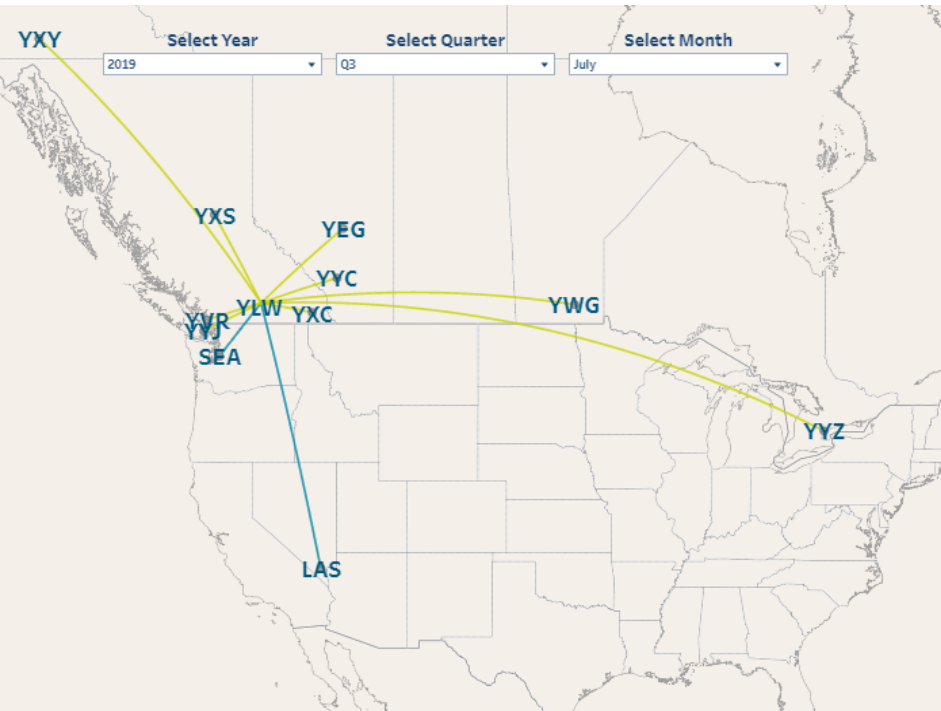 YXY
Select Year
Select Quarter
Select Month
2019
Q3
July
YXS
YEG
YYC
YLW
YXC
YWG
YVR
YYJ
SEA
YYZ
LAS